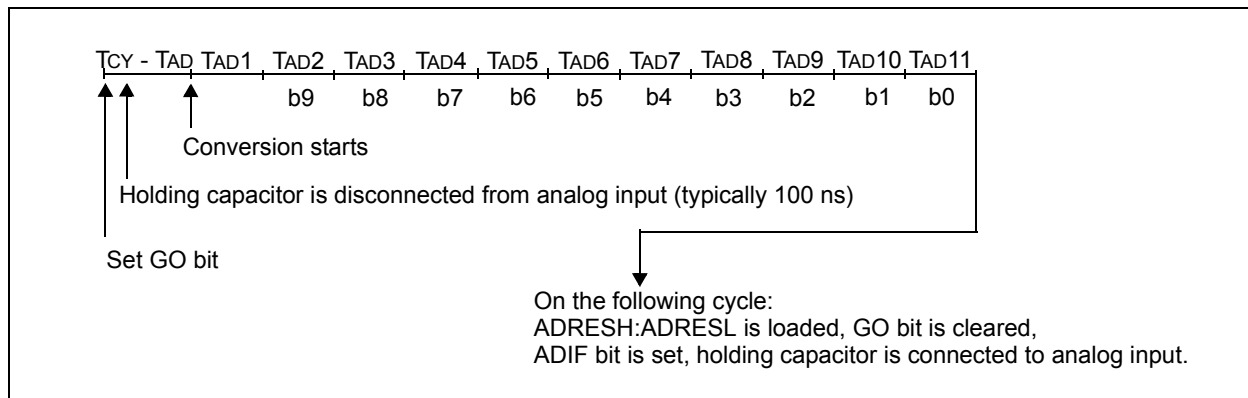 TCY - TAD TAD1 TAD2 TAD3 TAD4 TAD5 TAD6 TAD7 TAD8 TAD9 TAD10 TAD11
b9 b8 b7 b6 b5 b4 b3 b2 b1 b0
Conversion starts
Holding capacitor is disconnected from analog input (typically 100 ns)
Set GO bit
On the following cycle:
ADRESH:ADRESL is loaded, GO bit is cleared,
ADIF bit is set, holding capacitor is connected to analog input.